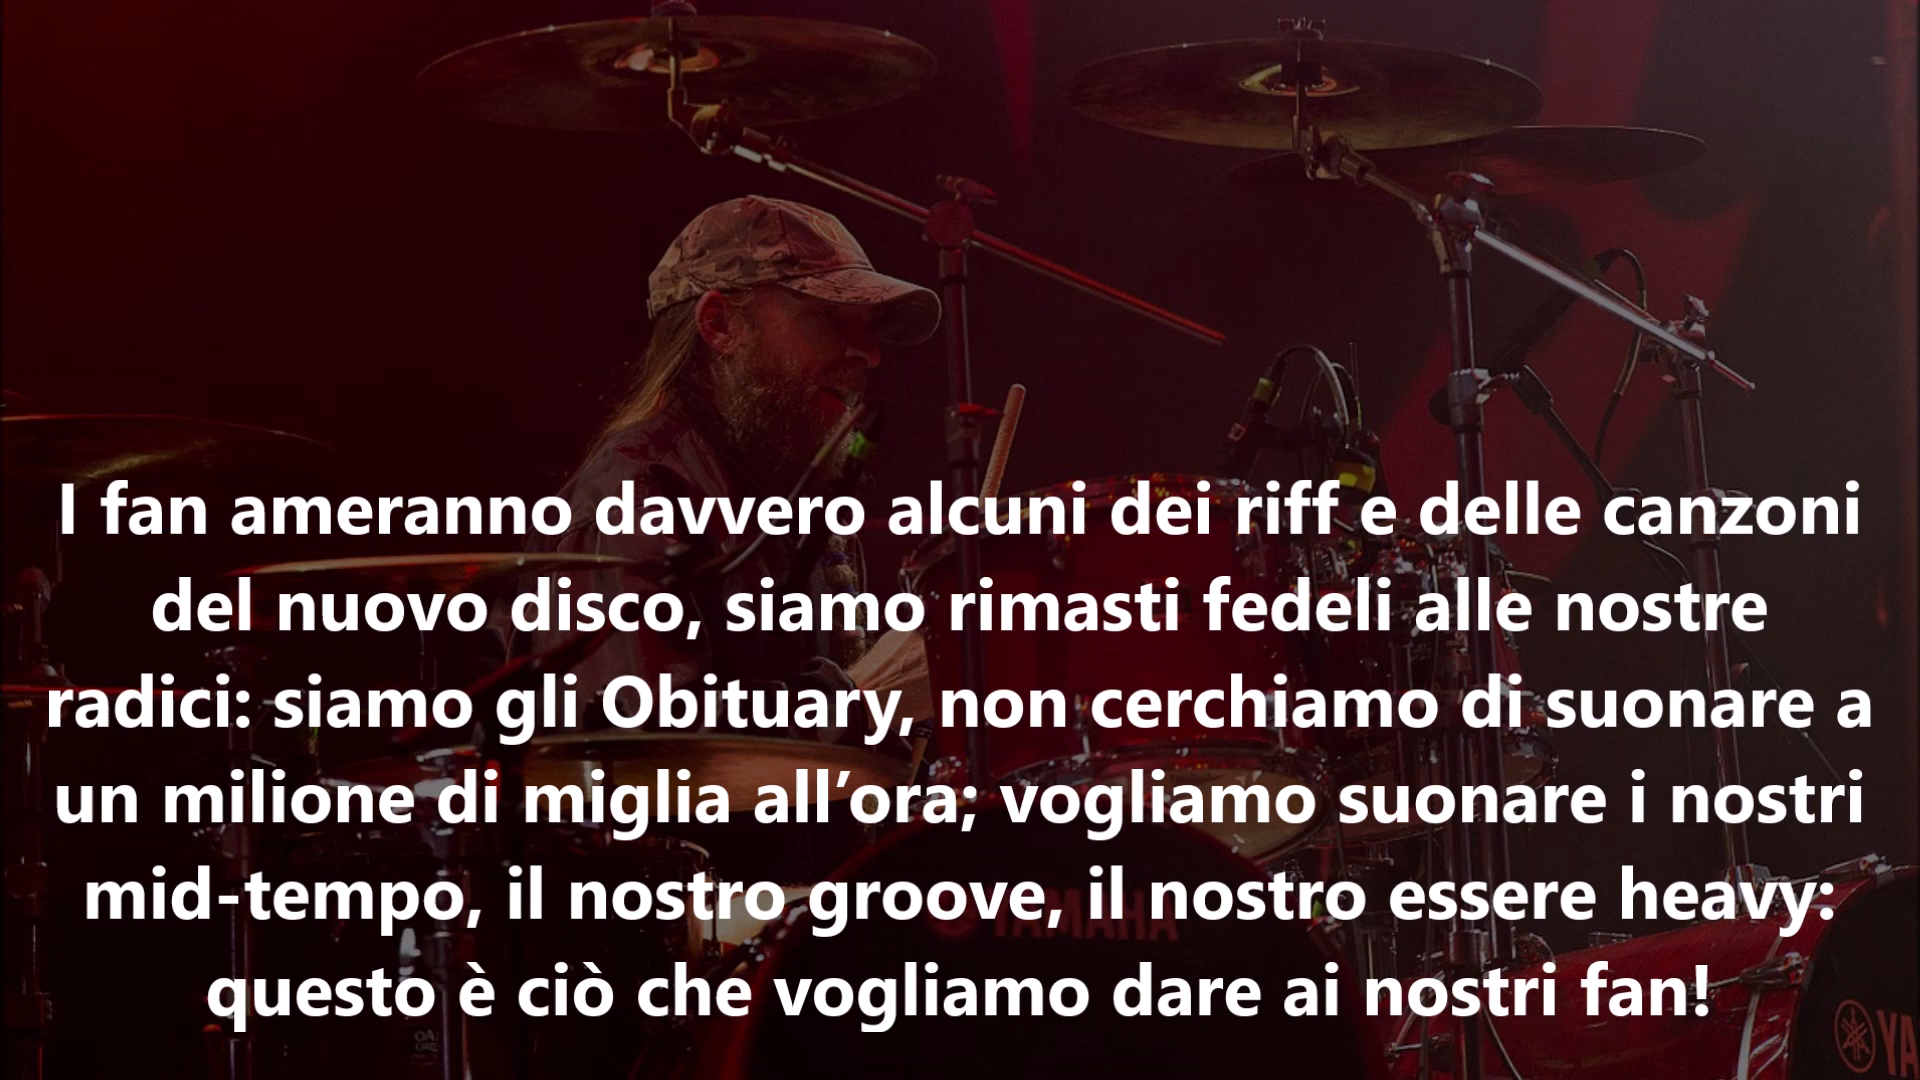 I fan ameranno davvero alcuni dei riff e delle canzoni
del nuovo disco, siamo rimasti fedeli alle nostre
radici: siamo gli Obituary, non cerchiamo di suonare a
un milione di miglia all’ora; vogliamo suonare i nostri
mid-tempo, il nostro groove, il nostro essere heavy:
YAMAHA
questo è ciò che vogliamo dare ai nostri fan!
YA